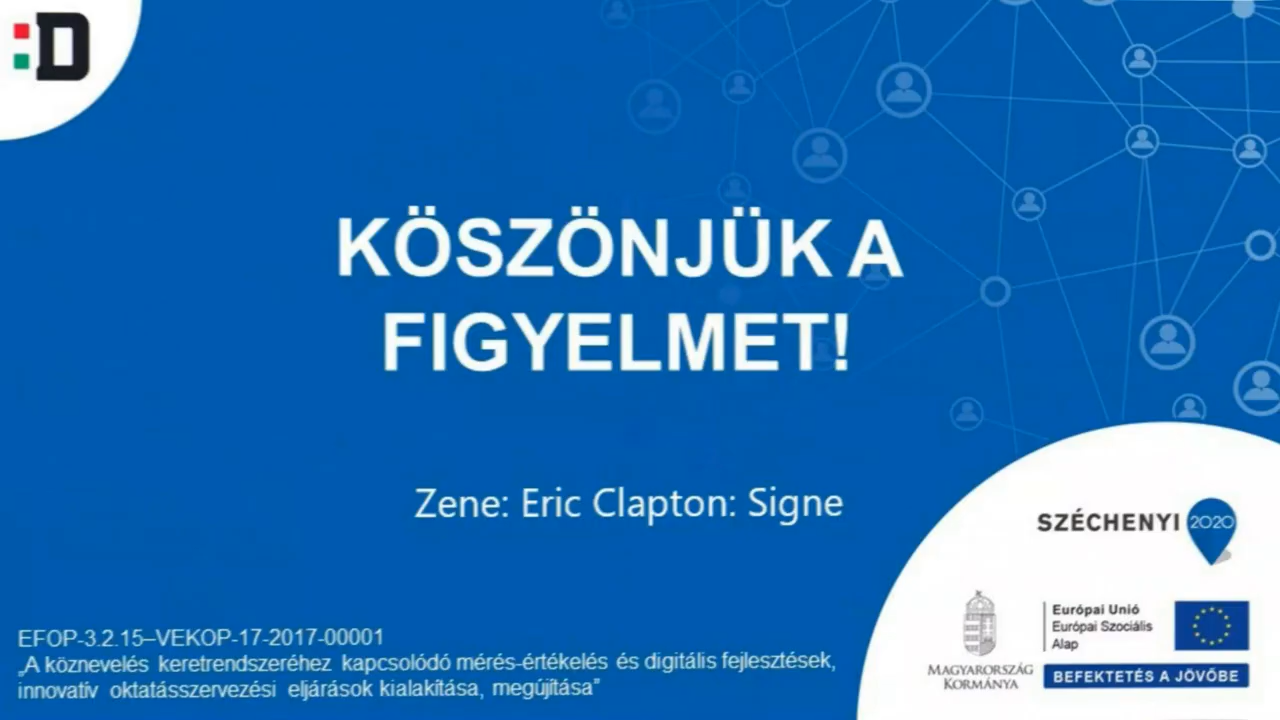 :D
KÖSZÖNJÜK A
FIGYELMET!
Zene: Eric Clapton: Signe
EFOP-3.2.15–VEKOP-17-2017-00001
„A köznevelés keretrendszeréhez kapcsolódó mérés-értékelés és digitális fejlesztések,
innovatív oktatásszervezési eljárások kialakítása, megújítása”
SZÉCHENYI 2020
MAGYARORSZÁG
KORMÁNYA
Európai Unió
Európai Szociális
Alap
BEFEKTETÉS A JÖVŐBE